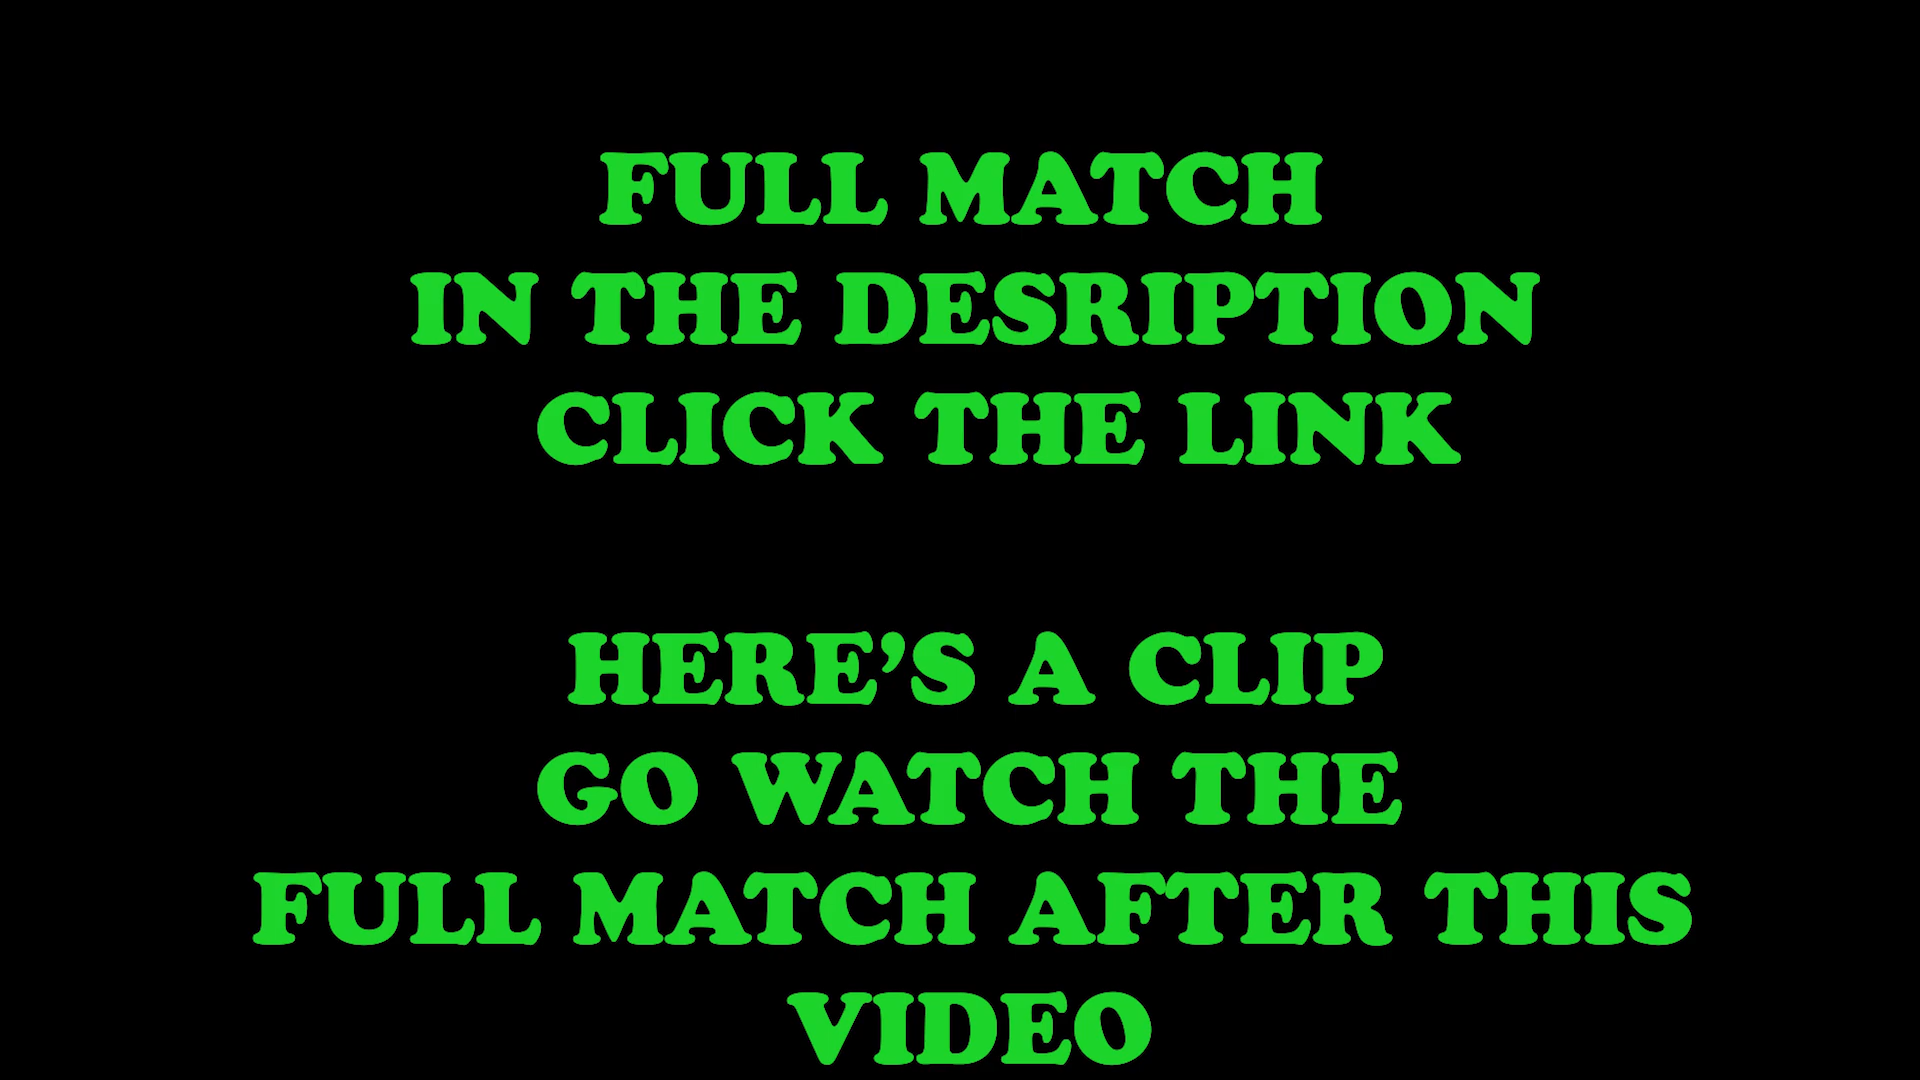 FULL MATCH
IN THE DESRIPTION
CLICK THE LINK
HERE’S A CLIP
GO WATCH THE
FULL MATCH AFTER THIS
VIDEO